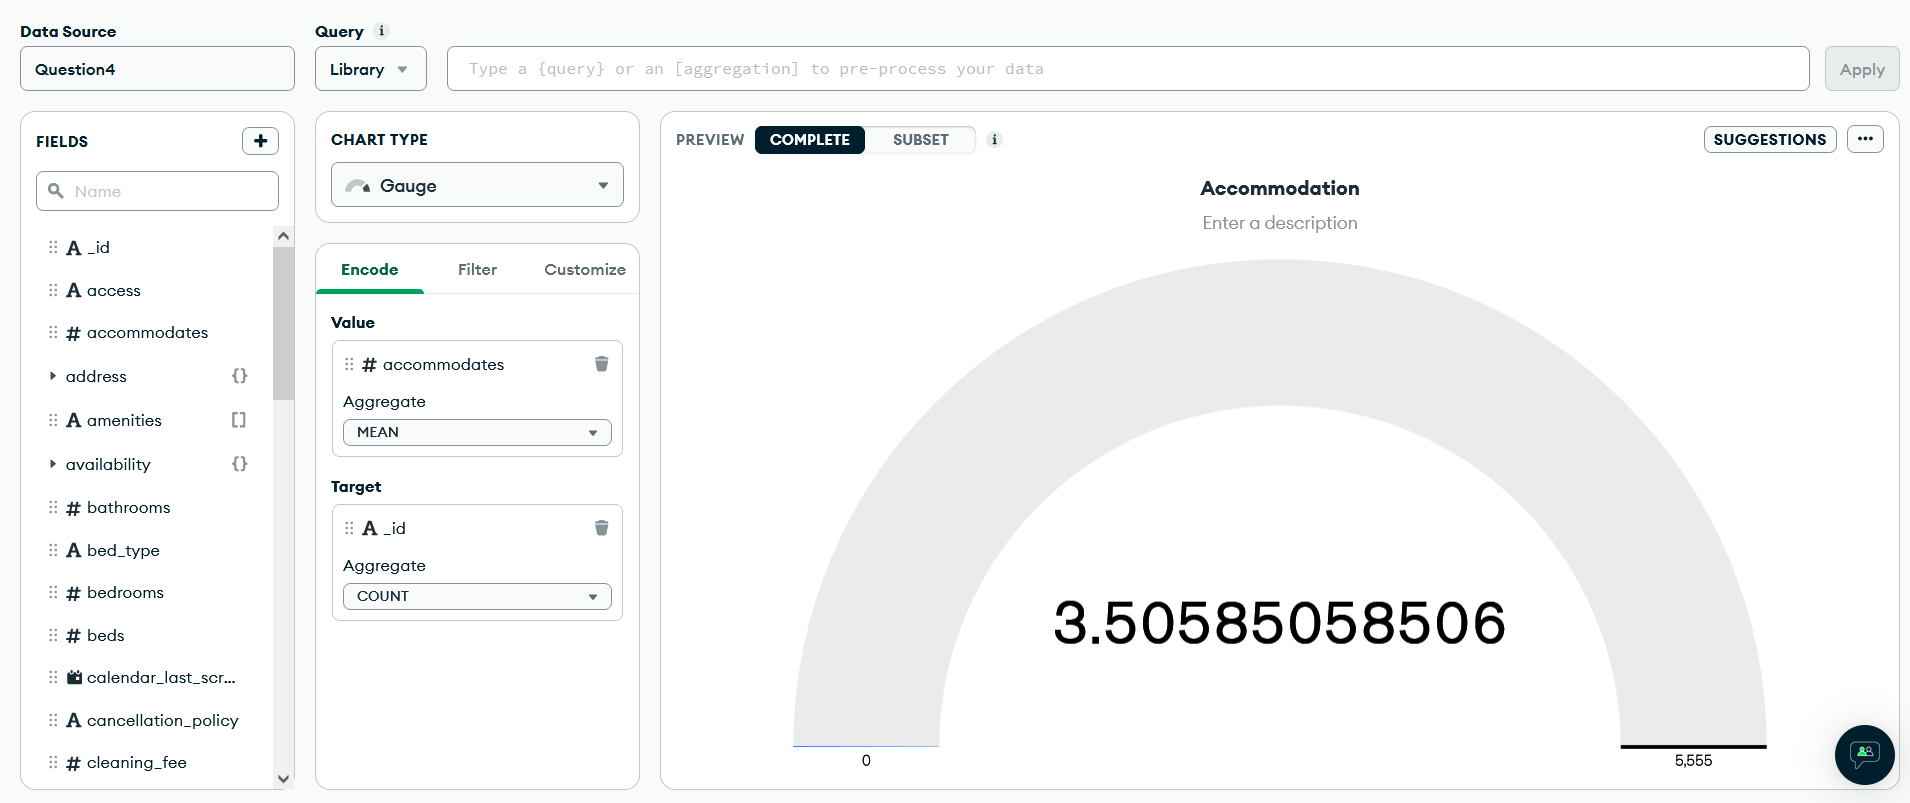 Data Source
Question4
Query i
Library
Type a {query} or an [aggregation] to pre-process your data
Apply
FIELDS
+
Name
A _id
A access
# accommodates
address {}
A amenities []
availability {}
# bathrooms
A bed_type
# bedrooms
# beds
calendar_last_scr...
A cancellation_policy
# cleaning_fee
CHART TYPE
Gauge
Encode Filter Customize
Value
# accommodates
Aggregate
MEAN
Target
A _id
Aggregate
COUNT
PREVIEW COMPLETE SUBSET i
SUGGESTIONS ...
Accommodation
Enter a description
3.50585058506
0 5,555